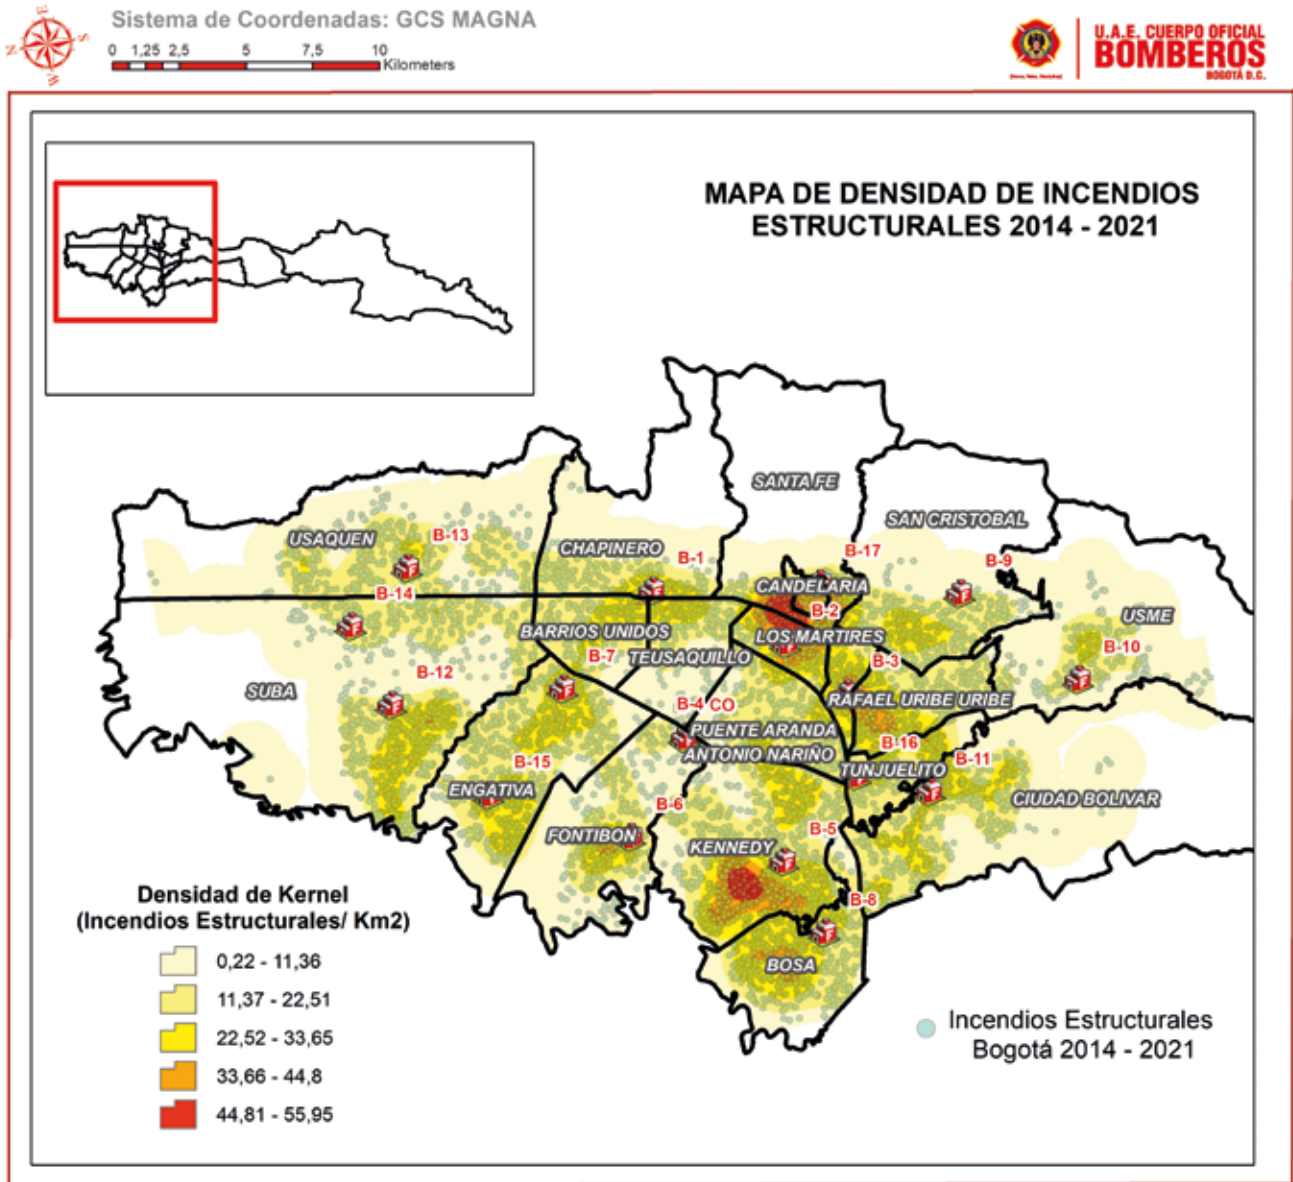 Sistema de Coordenadas: GCS MAGNA
0 1,25 2,5 5 7,5 10
Kilometers
U.A.E. CUERPO OFICIAL
BOMBEROS
BOGOTÁ D.C.
MAPA DE DENSIDAD DE INCENDIOS
ESTRUCTURALES 2014 - 2021
SANTA FE
SAN CRISTOBAL
USAQUEN
B-13
CHAPINERO
B-1
B-17
B-9
CANDELARIA
B-14
B-2
USME
BARRIOS UNIDOS
LOS MARTIRES
B-10
B-7
TEUSAQUILLO
B-3
B-12
SUBA
RAFAEL URIBE URIBE
B-4 CO
PUENTE ARANDA
B-16
ANTONIO NARIÑO
B-15
B-11
TUNJUELITO
ENGATIVA
CIUDAD BOLIVAR
B-6
FONTIBON
B-5
KENNEDY
B-8
BOSA
Densidad de Kernel
(Incendios Estructurales/ Km2)
0,22 - 11,36
11,37 - 22,51
22,52 - 33,65
33,66 - 44,8
44,81 - 55,95
Incendios Estructurales
Bogotá 2014 - 2021